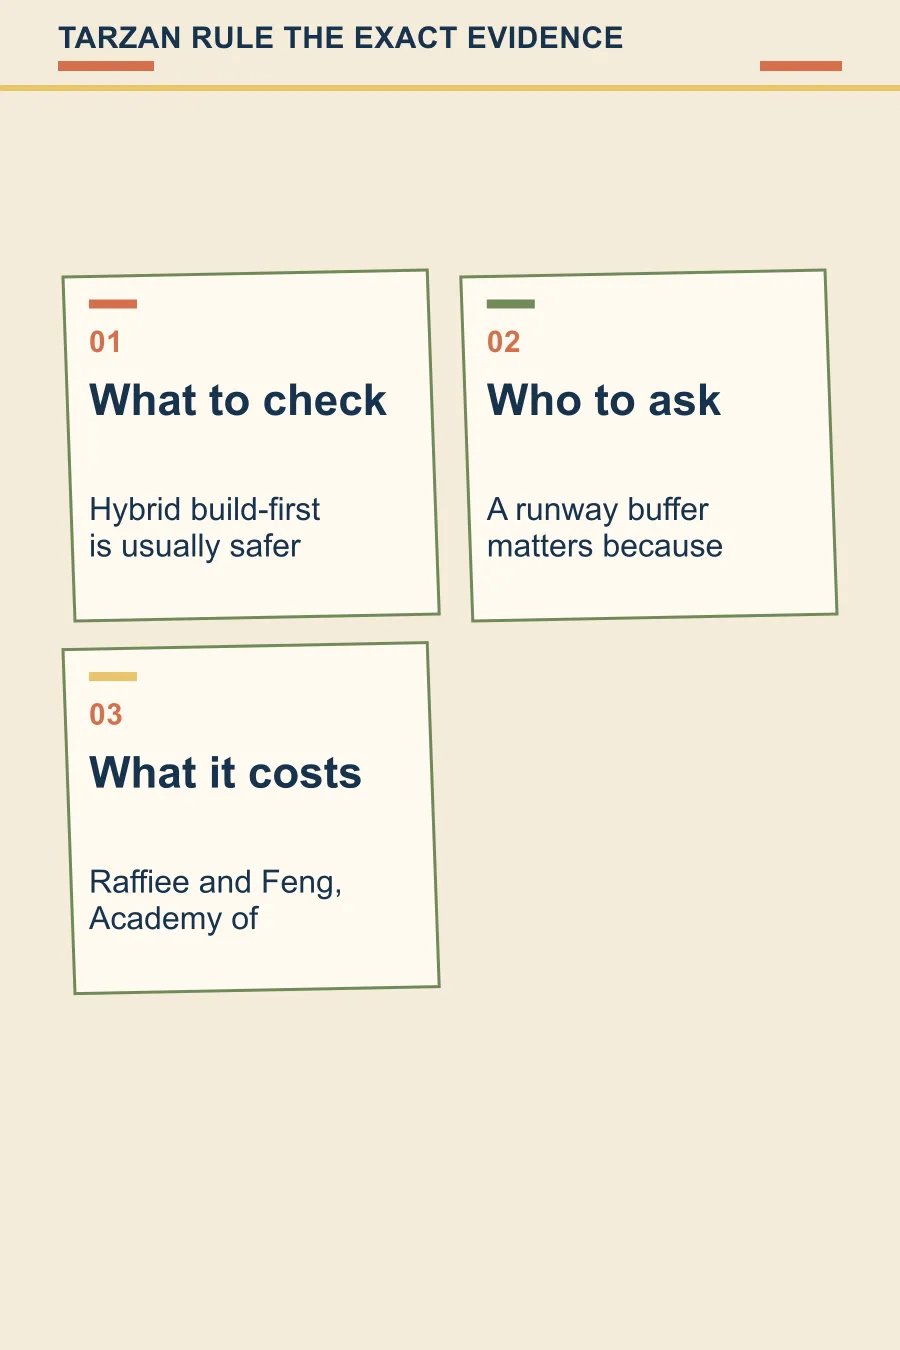 TARZAN RULE THE EXACT EVIDENCE
01
What to check
Hybrid build-first
is usually safer
02
Who to ask
A runway buffer
matters because
03
What it costs
Raffiee and Feng,
Academy of